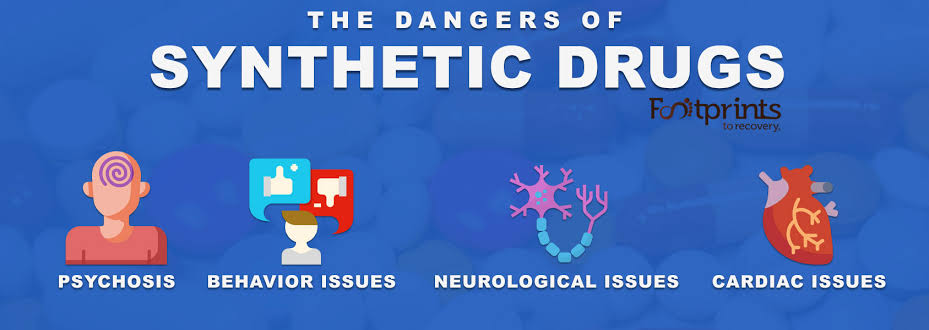 THE DANGERS OF
SYNTHETIC DRUGS
Footprints
to recovery.
PSYCHOSIS
BEHAVIOR ISSUES
NEUROLOGICAL ISSUES
CARDIAC ISSUES